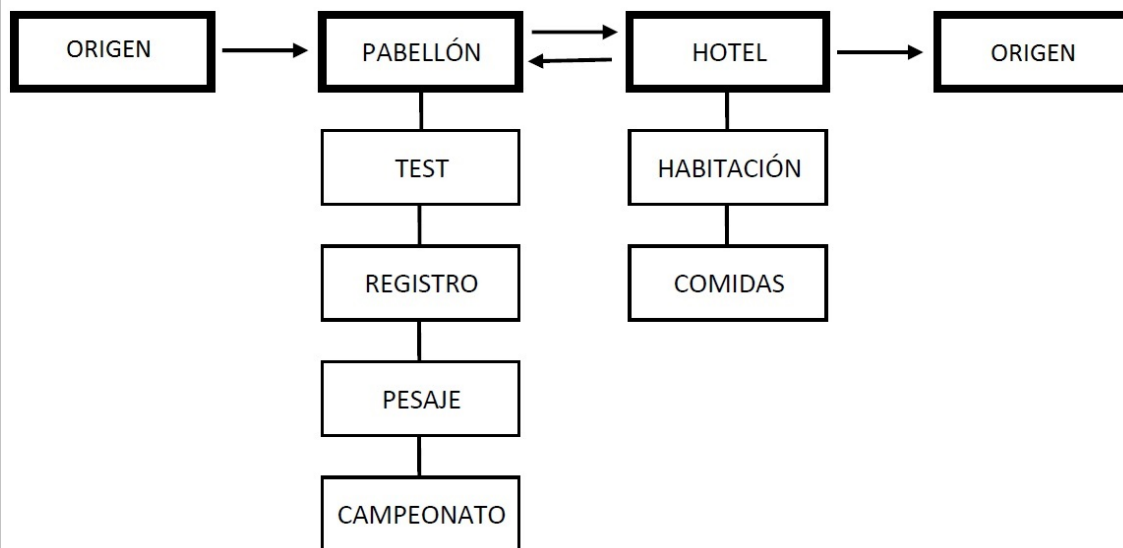 ORIGEN
PABELLÓN
HOTEL
ORIGEN
TEST
HABITACIÓN
REGISTRO
COMIDAS
PESAJE
CAMPEONATO